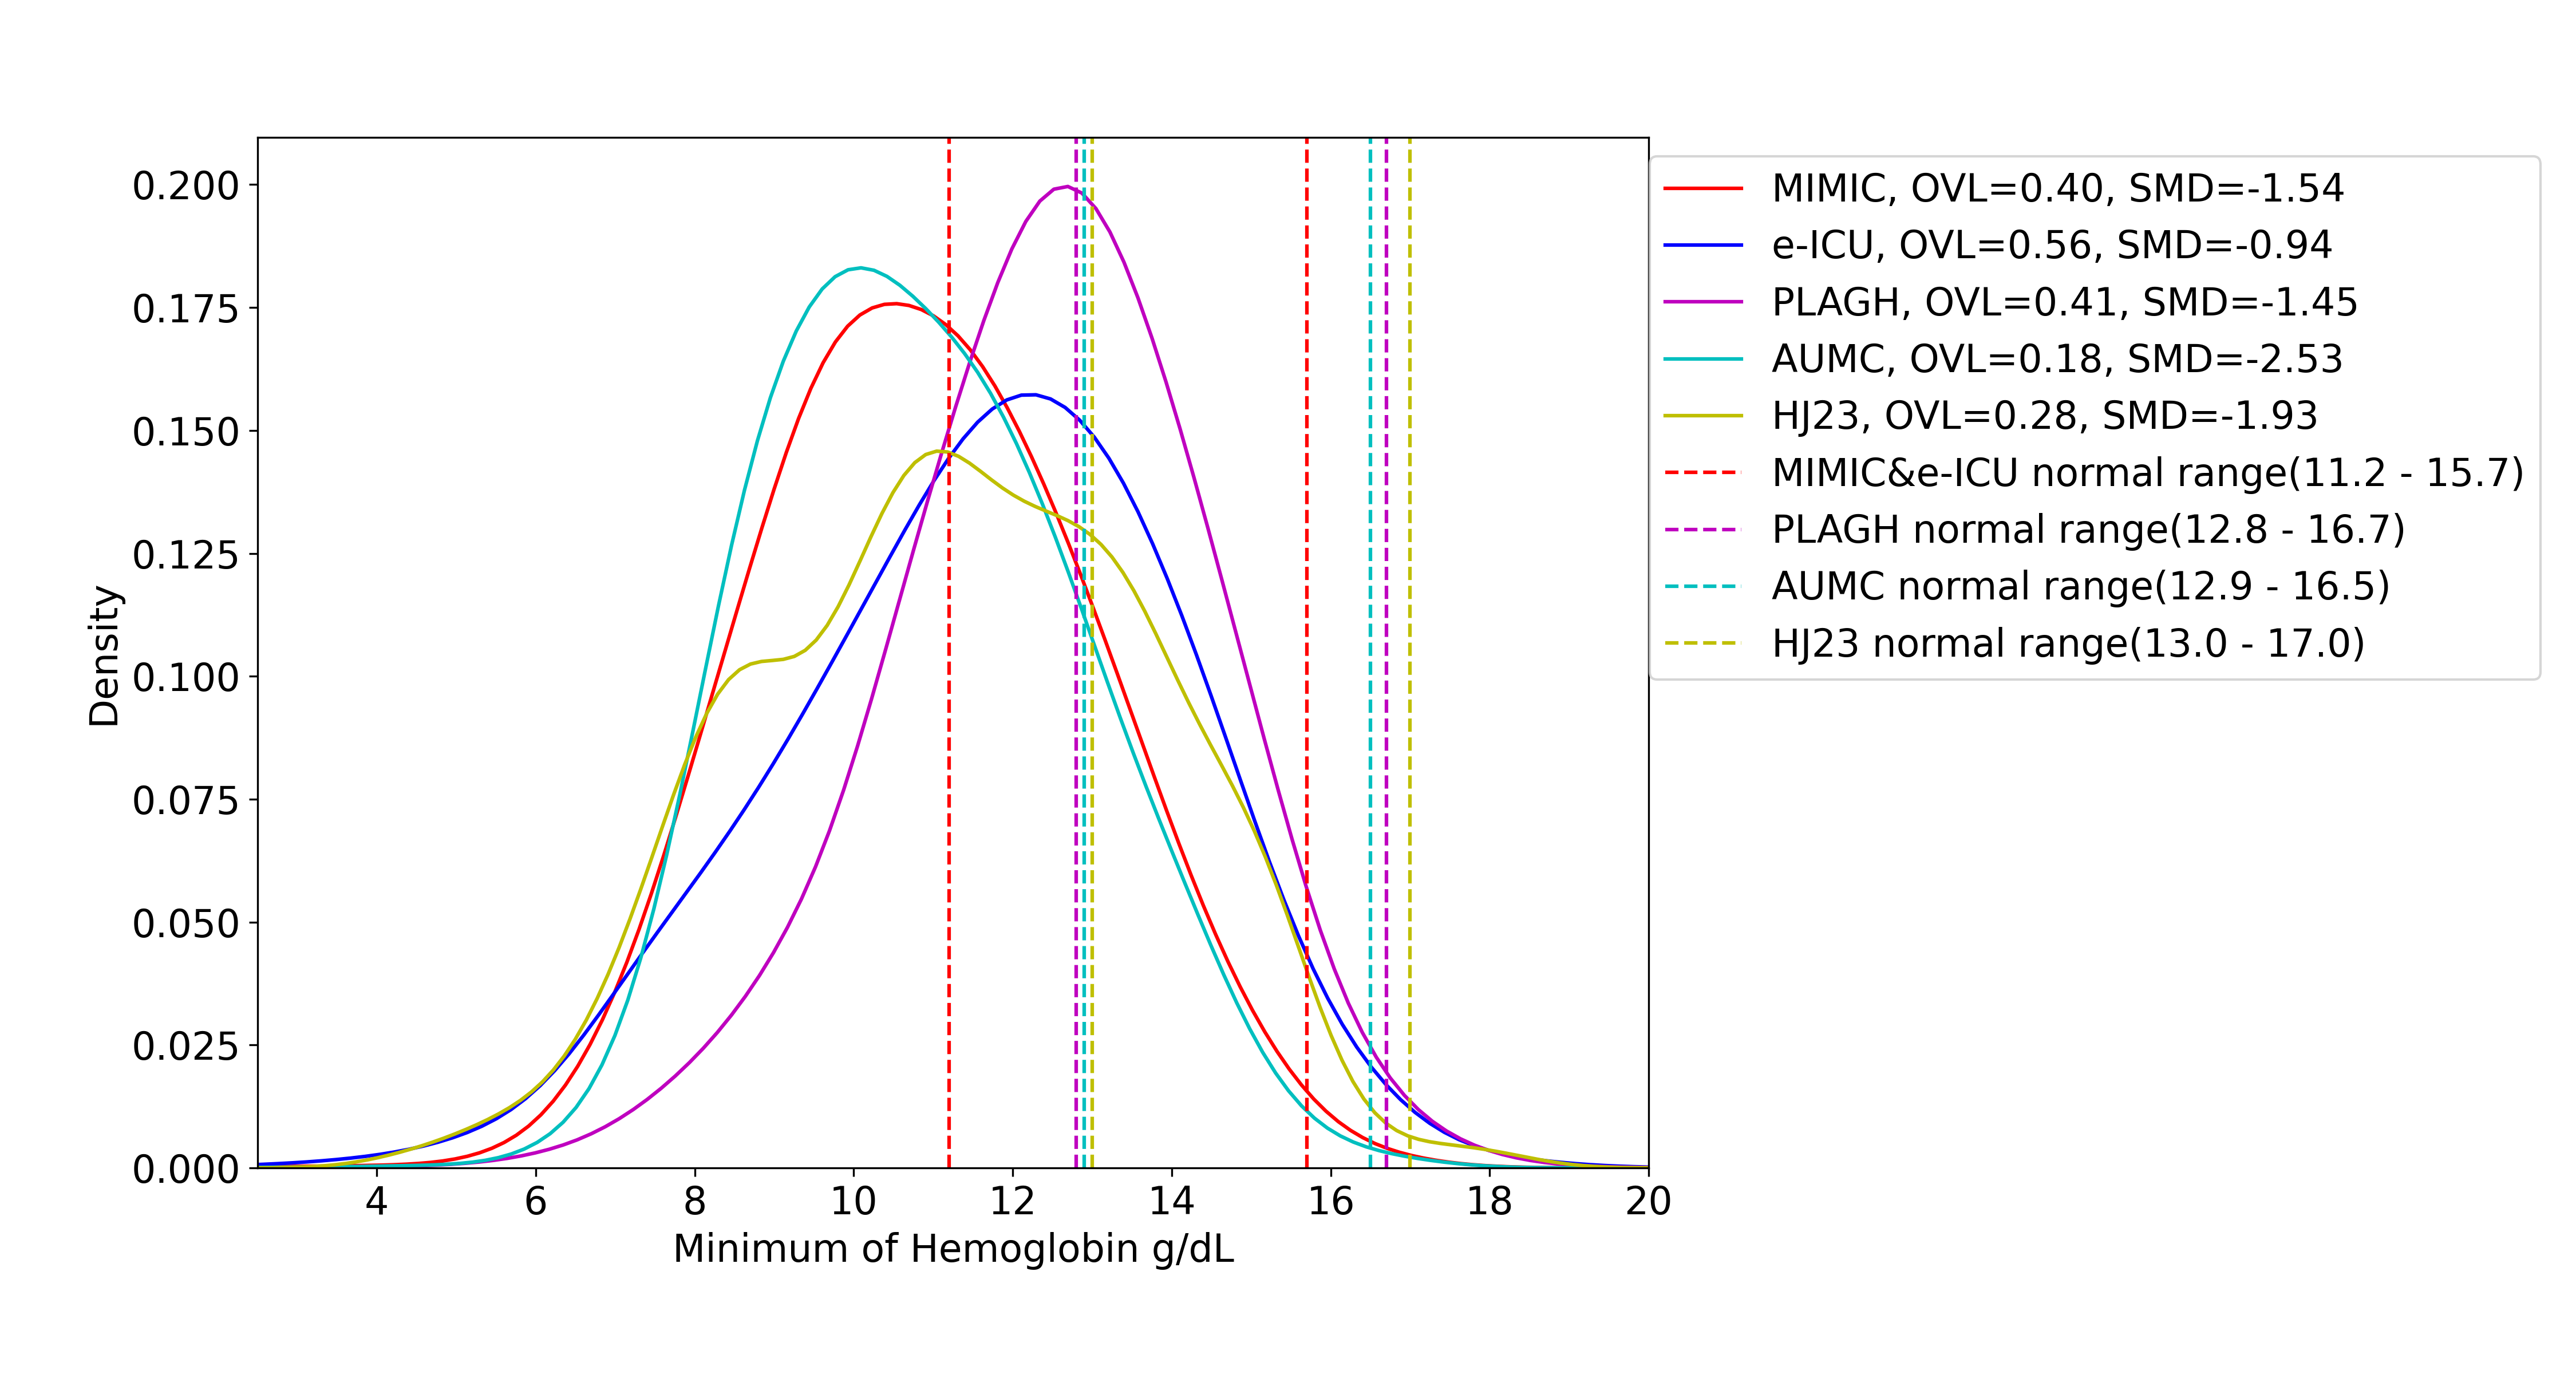 0.200
0.175
0.150
0.125
0.100
0.075
0.050
0.025
0.000
Density
4 6 8 10 12 14 16 18 20
Minimum of Hemoglobin g/dL
MIMIC, OVL=0.40, SMD=-1.54
e-ICU, OVL=0.56, SMD=-0.94
PLAGH, OVL=0.41, SMD=-1.45
AUMC, OVL=0.18, SMD=-2.53
HJ23, OVL=0.28, SMD=-1.93
MIMIC&e-ICU normal range(11.2 - 15.7)
PLAGH normal range(12.8 - 16.7)
AUMC normal range(12.9 - 16.5)
HJ23 normal range(13.0 - 17.0)